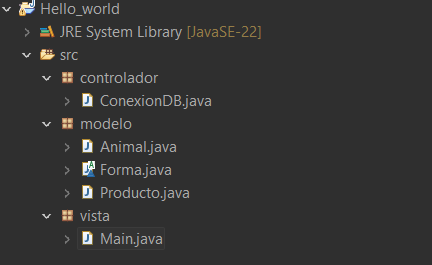 Hello_world
JRE System Library [JavaSE-22]
src
controlador
ConexionDB.java
modelo
Animal.java
Forma.java
Producto.java
vista
Main.java